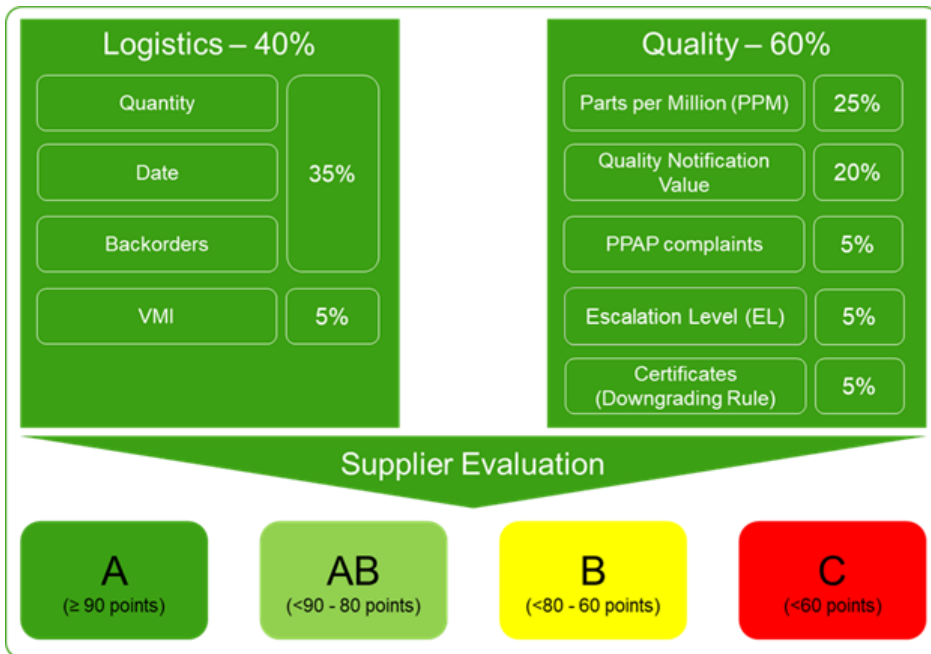 Logistics – 40%
Quantity
Date
35%
Backorders
VMI
5%
Quality – 60%
Parts per Million (PPM)
25%
Quality Notification
Value
20%
PPAP complaints
5%
Escalation Level (EL)
5%
Certificates
(Downgrading Rule)
5%
Supplier Evaluation
A
(≥ 90 points)
AB
(<90 - 80 points)
B
(<80 - 60 points)
C
(<60 points)